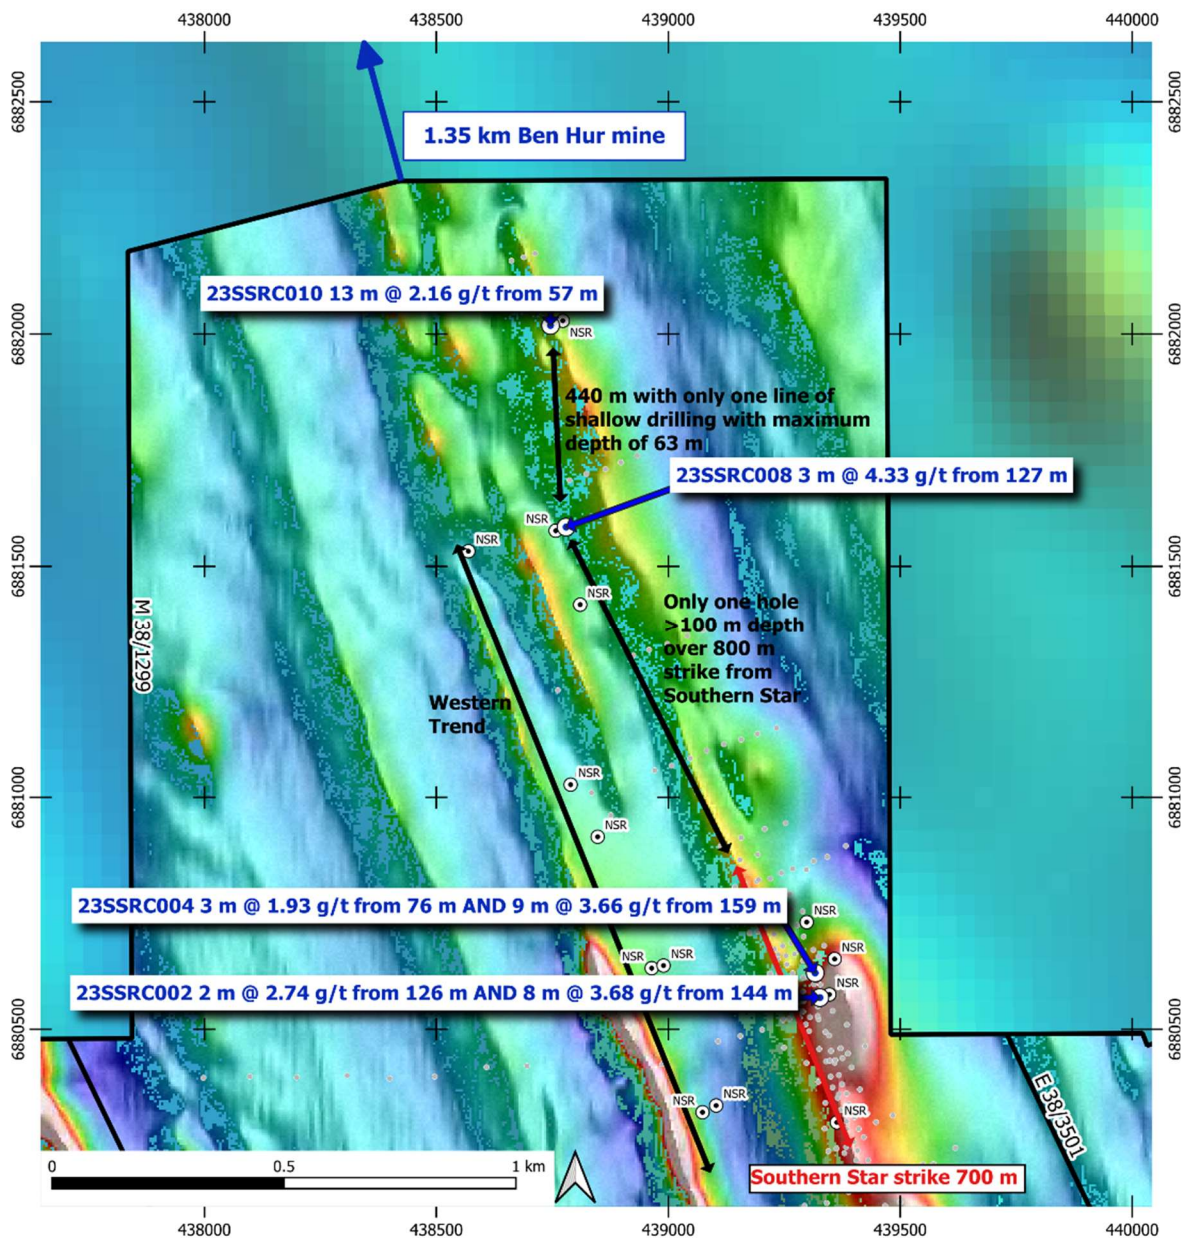 438000 438500 439000 439500 440000
6882500
6882500
1.35 km Ben Hur mine
23SSRC010 13 m @ 2.16 g/t from 57 m
NSR
6882000
6882000
440 m with only one line of
shallow drilling with maximum
depth of 63 m
23SSRC008 3 m @ 4.33 g/t from 127 m
NSR
NSR
6881500
6881500
NSR
M 38/1299
Only one hole
>100 m depth
over 800 m
strike from
Southern Star
Western
Trend
NSR
6881000
6881000
NSR
23SSRC004 3 m @ 1.93 g/t from 76 m AND 9 m @ 3.66 g/t from 159 m
NSR
NSR
NSR
NSR
23SSRC002 2 m @ 2.74 g/t from 126 m AND 8 m @ 3.68 g/t from 144 m
NSR
6880500
6880500
NSR
NSR
NSR
E 38/3501
0 0.5 1 km
Southern Star strike 700 m
438000 438500 439000 439500 440000